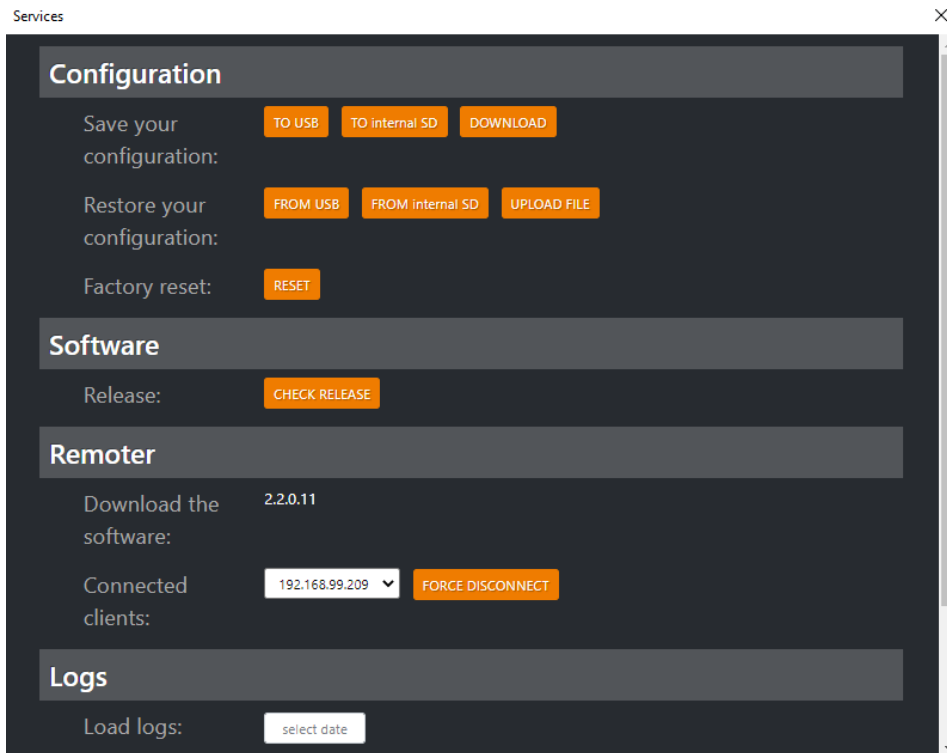 Services
Configuration
Save your TO USB TO internal SD DOWNLOAD
configuration:
Restore your FROM USB FROM internal SD UPLOAD FILE
configuration:
Factory reset: RESET
Software
Release: CHECK RELEASE
Remoter
Download the 2.2.0.11
software:
Connected 192.168.99.209 FORCE DISCONNECT
clients:
Logs
Load logs: select date